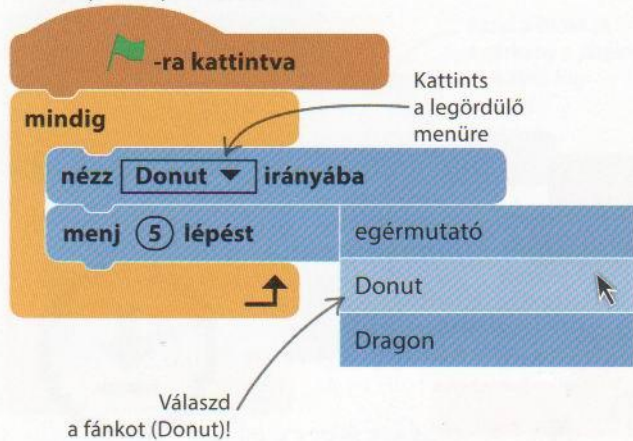 -ra kattintva
Kattints
a legördülő
menüre
mindig
nézz Donut irányába
menj 5 lépést
egérmutató
Donut
Dragon
Válaszd
a fánkot (Donut)!